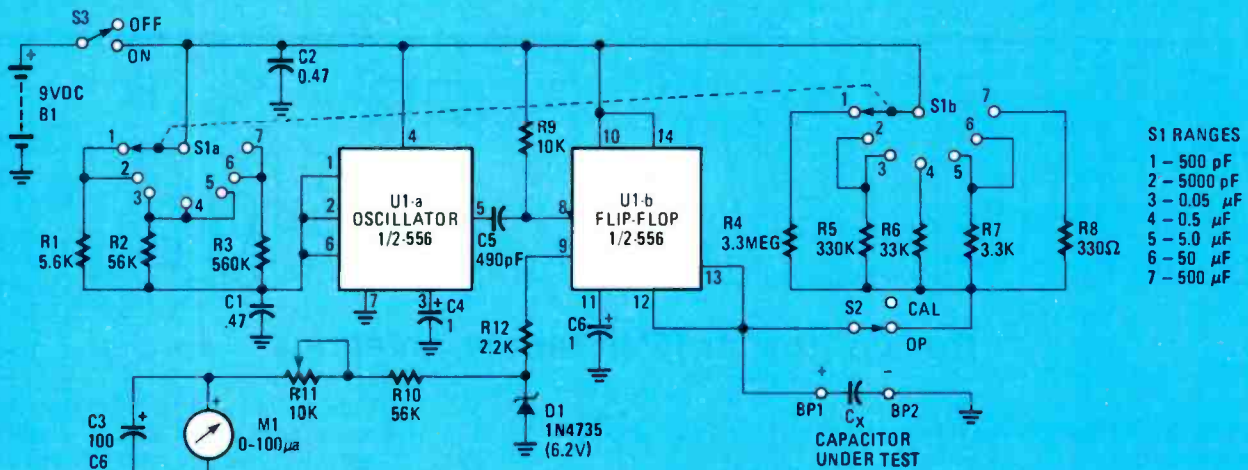 S3
OFF
ON
+
9VDC
B1
C2
0.47
1
2
3
4
5
6
7
S1a
R1
5.6K
R2
56K
R3
560K
C1
.47
4
1
2
6
5
7
3
U1-a
OSCILLATOR
1/2-556
+
C4
1
C5
490pF
R9
10K
10
14
8
9
13
11
12
U1-b
FLIP-FLOP
1/2-556
+
C6
1
R12
2.2K
1
2
3
4
5
6
7
S1b
R4
3.3MEG
R5
330K
R6
33K
R7
3.3K
R8
330Ω
S1 RANGES
1 – 500 pF
2 – 5000 pF
3 – 0.05 µF
4 – 0.5 µF
5 – 5.0 µF
6 – 50 µF
7 – 500 µF
S2
CAL
OP
+
C3
100
C6
+
M1
0-100µa
R11
10K
R10
56K
D1
1N4735
(6.2V)
+
–
BP1
CX
BP2
CAPACITOR
UNDER TEST